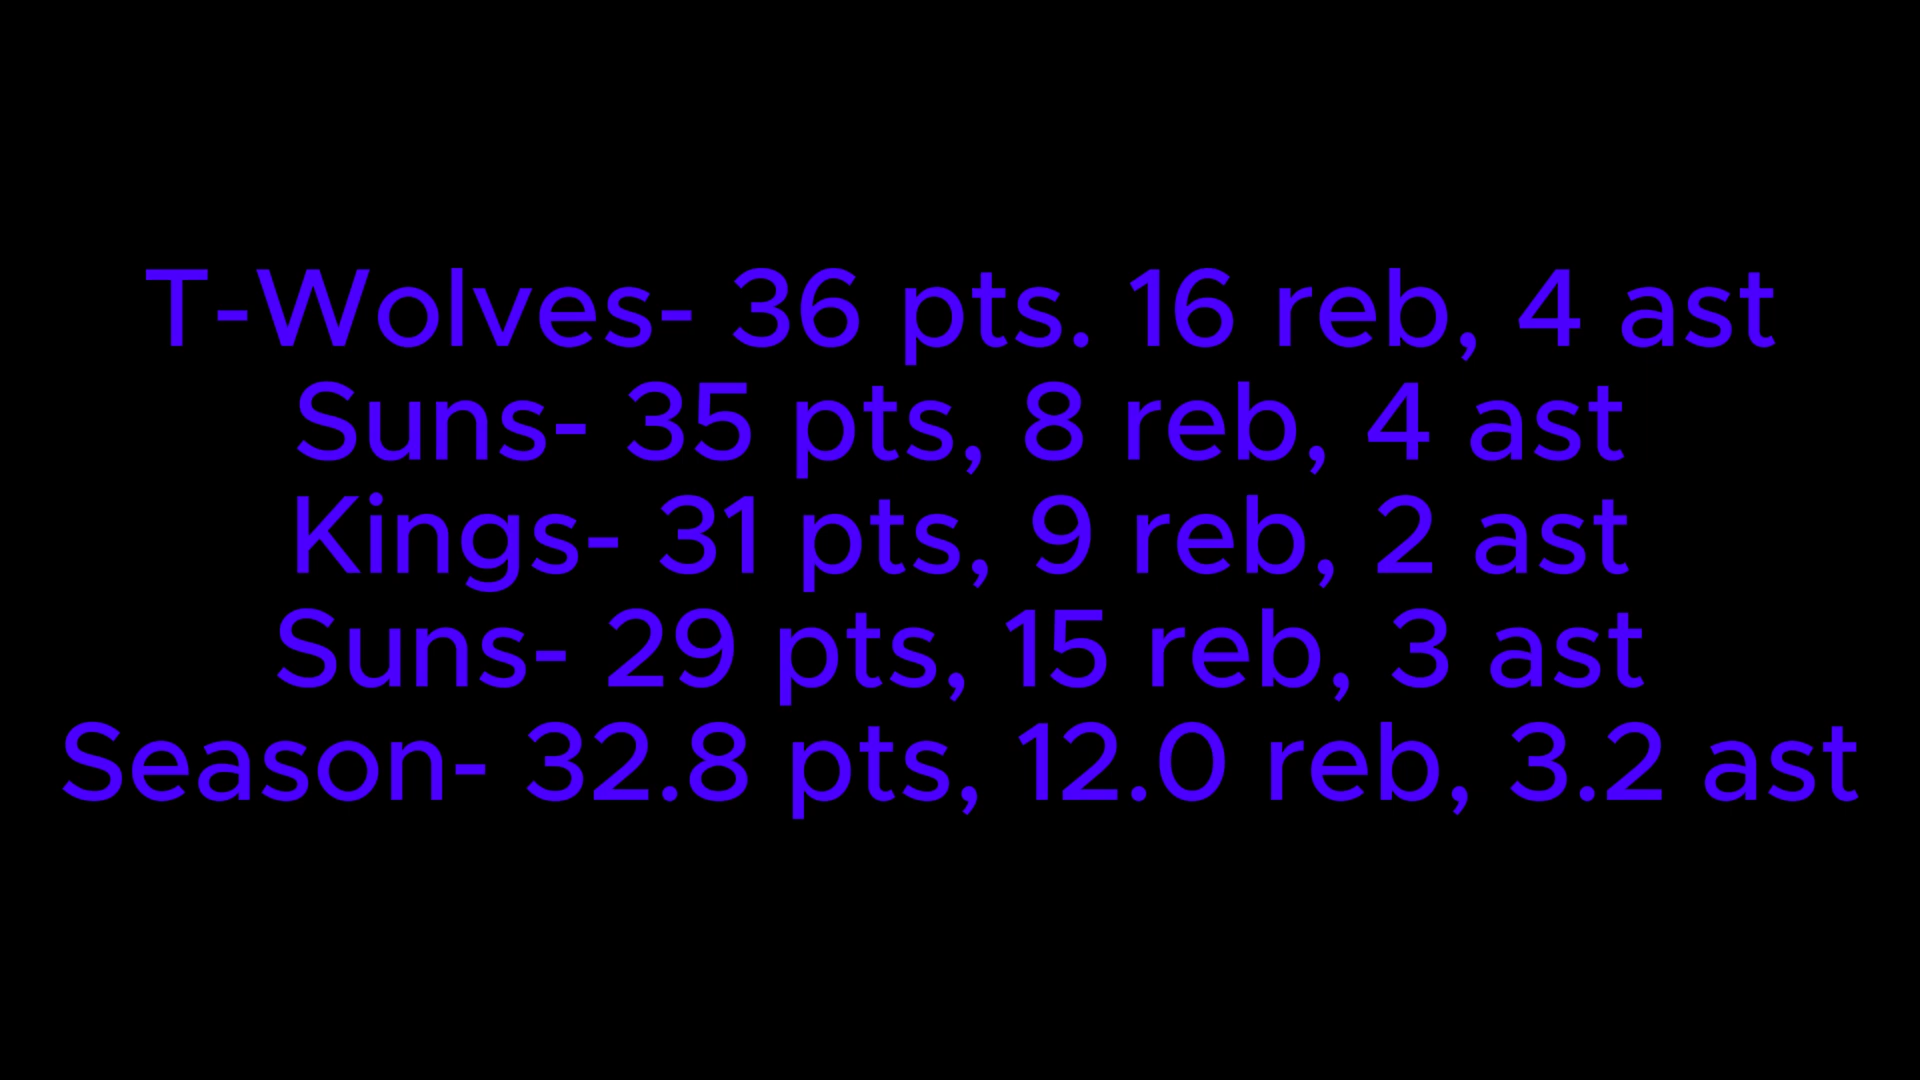 T-Wolves- 36 pts. 16 reb, 4 ast
Suns- 35 pts, 8 reb, 4 ast
Kings- 31 pts, 9 reb, 2 ast
Suns- 29 pts, 15 reb, 3 ast
Season- 32.8 pts, 12.0 reb, 3.2 ast